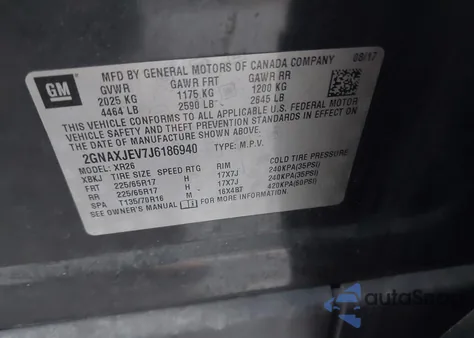 GM
MFD BY GENERAL MOTORS OF CANADA COMPANY
08/17
GVWR GAWR FRT GAWR RR
2025 KG 1175 KG 1200 KG
4464 LB 2590 LB 2645 LB
THIS VEHICLE CONFORMS TO ALL APPLICABLE U.S. FEDERAL MOTOR
VEHICLE SAFETY, BUMPER, AND THEFT PREVENTION STANDARDS IN EFFECT ON
THE DATE OF MANUFACTURE SHOWN ABOVE.
2GNAXJEV7J6186940 TYPE: M.P.V.
MODEL: XR26
XBKJ TIRE SIZE SPEED RTG RIM COLD TIRE PRESSURE
FRT 225/65R17 H 17X7J 240KPA(35PSI)
RR 225/65R17 H 17X7J 240KPA(35PSI)
SPA T135/70R16 M 16X4B7 420KPA(60PSI)
SEE OWNER'S MANUAL FOR MORE INFORMATION.